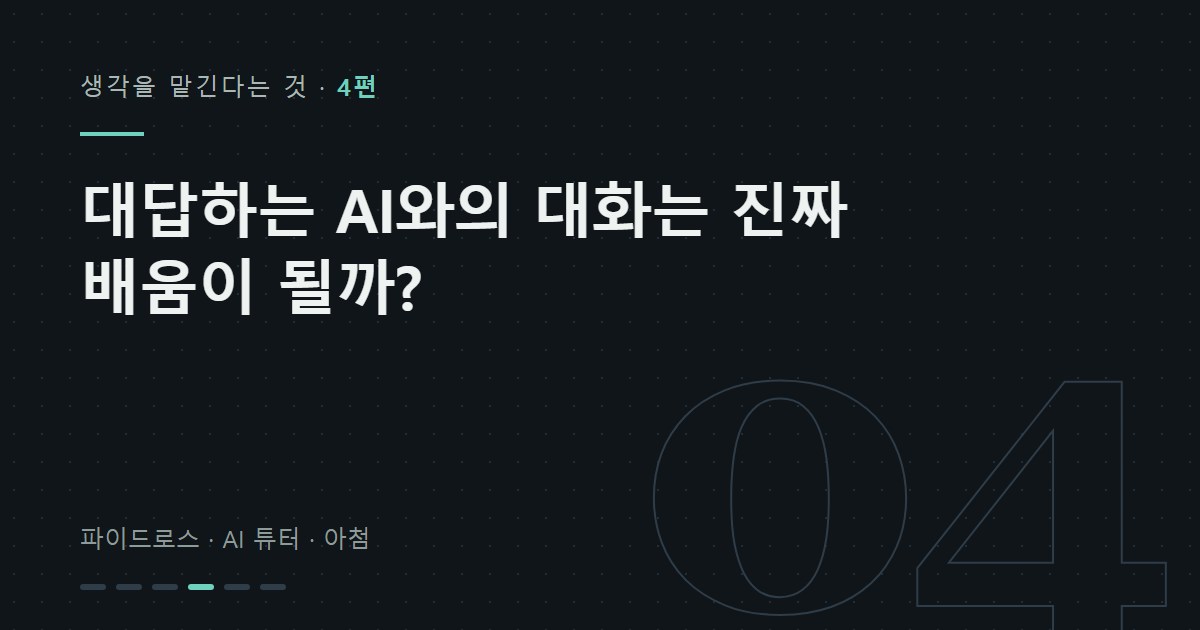 생각을 맡긴다는 것 · 4편
대답하는 AI와의 대화는 진짜
배움이 될까?
04
파이드로스 · AI 튜터 · 아첨